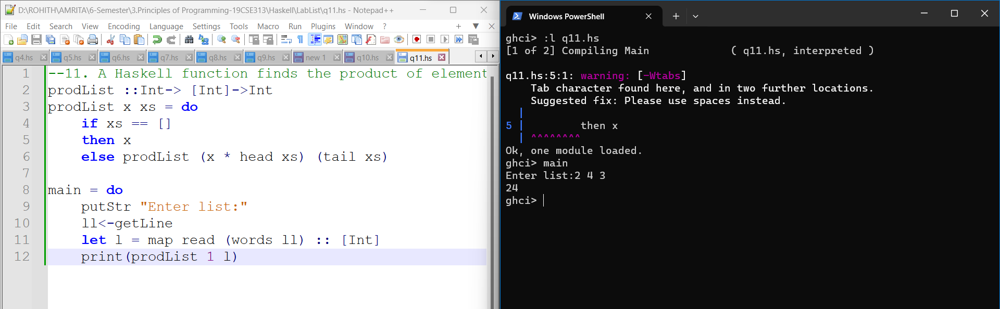 D:\ROHITH\AMRITA\6-Semester\3.Principles of Programming-19CSE313\Haskell\LabList\q11.hs - Notepad++
File Edit Search View Encoding Language Settings Tools Macro Run Plugins Window ?
q4.hs q5.hs q6.hs q7.hs q8.hs q9.hs new 1 q10.hs q11.hs
1 --11. A Haskell function finds the product of element
2 prodList ::Int-> [Int]->Int
3 prodList x xs = do
4 if xs == []
5 then x
6 else prodList (x * head xs) (tail xs)
7
8 main = do
9 putStr "Enter list:"
10 ll<-getLine
11 let l = map read (words ll) :: [Int]
12 print(prodList 1 l)
Windows PowerShell
ghci> :l q11.hs
[1 of 2] Compiling Main ( q11.hs, interpreted )
q11.hs:5:1: warning: [-Wtabs]
Tab character found here, and in two further locations.
Suggested fix: Please use spaces instead.
|
5 | then x
| ^^^^^^^^
Ok, one module loaded.
ghci> main
Enter list:2 4 3
24
ghci>